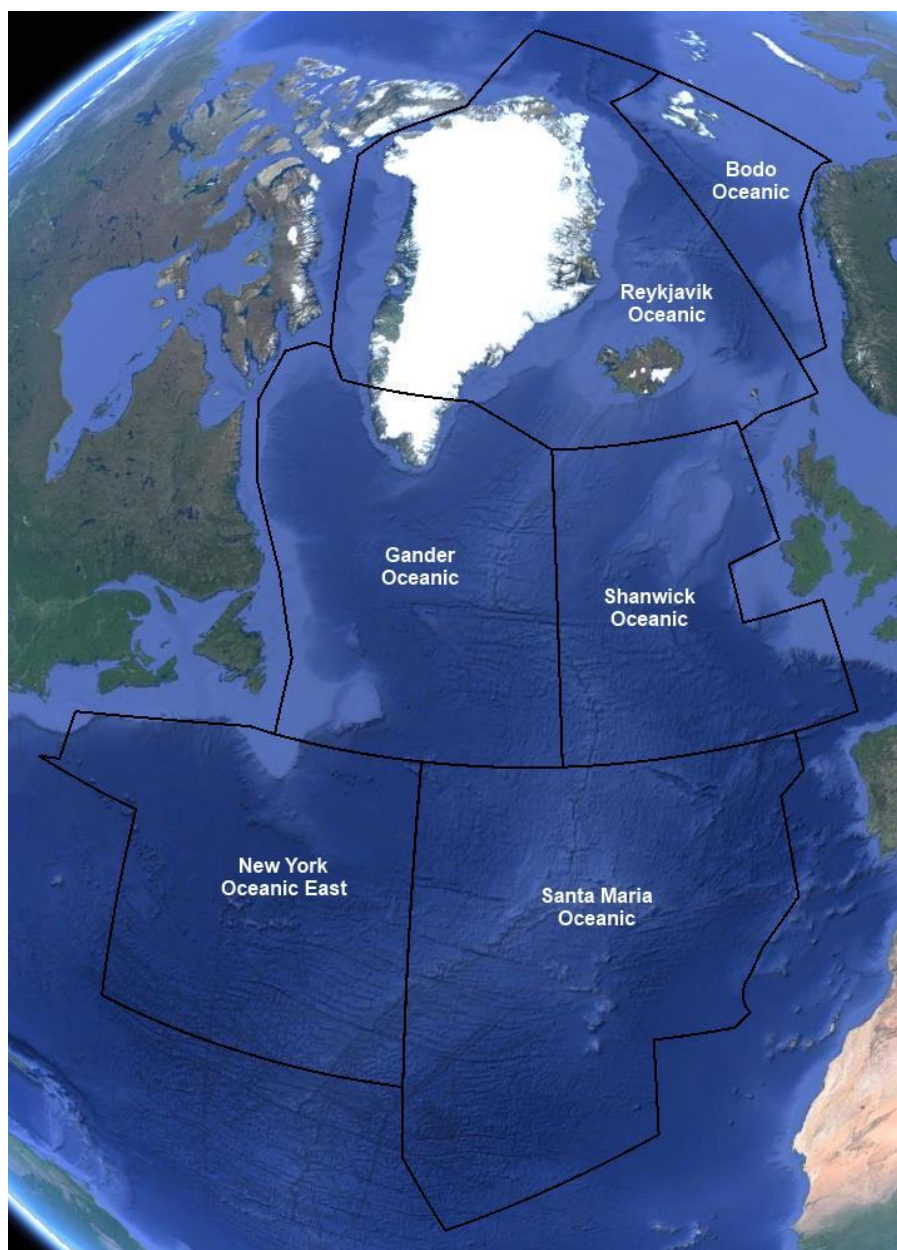 Bodo
Oceanic
Reykjavik
Oceanic
Gander
Oceanic
Shanwick
Oceanic
New York
Oceanic East
Santa Maria
Oceanic